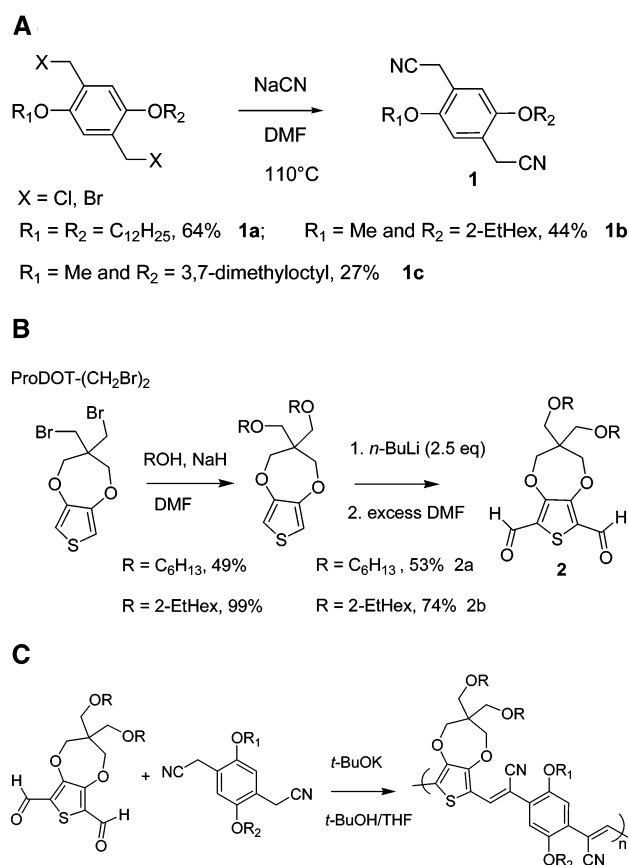 A
X
R₁ O
OR₂
X
NaCN
DMF
110°C
NC
R₁ O
OR₂
CN
1
X = Cl, Br
R₁ = R₂ = C₁₂H₂₅, 64% 1a; R₁ = Me and R₂ = 2-EtHex, 44% 1b
R₁ = Me and R₂ = 3,7-dimethyloctyl, 27% 1c
B
ProDOT-(CH₂Br)₂
Br
Br
O
O
S
ROH, NaH
DMF
RO
OR
O
O
S
1. n-BuLi (2.5 eq)
2. excess DMF
OR
OR
O
O
H
S
H
O
O
2
R = C₆H₁₃, 49% R = C₆H₁₃ , 53% 2a
R = 2-EtHex, 99% R = 2-EtHex, 74% 2b
C
OR
OR
O
O
H
S
H
O
O
+
NC
OR₁
CN
OR₂
t-BuOK
t-BuOH/THF
OR
OR
O
O
S
NC
OR₁
OR₂
CN
n